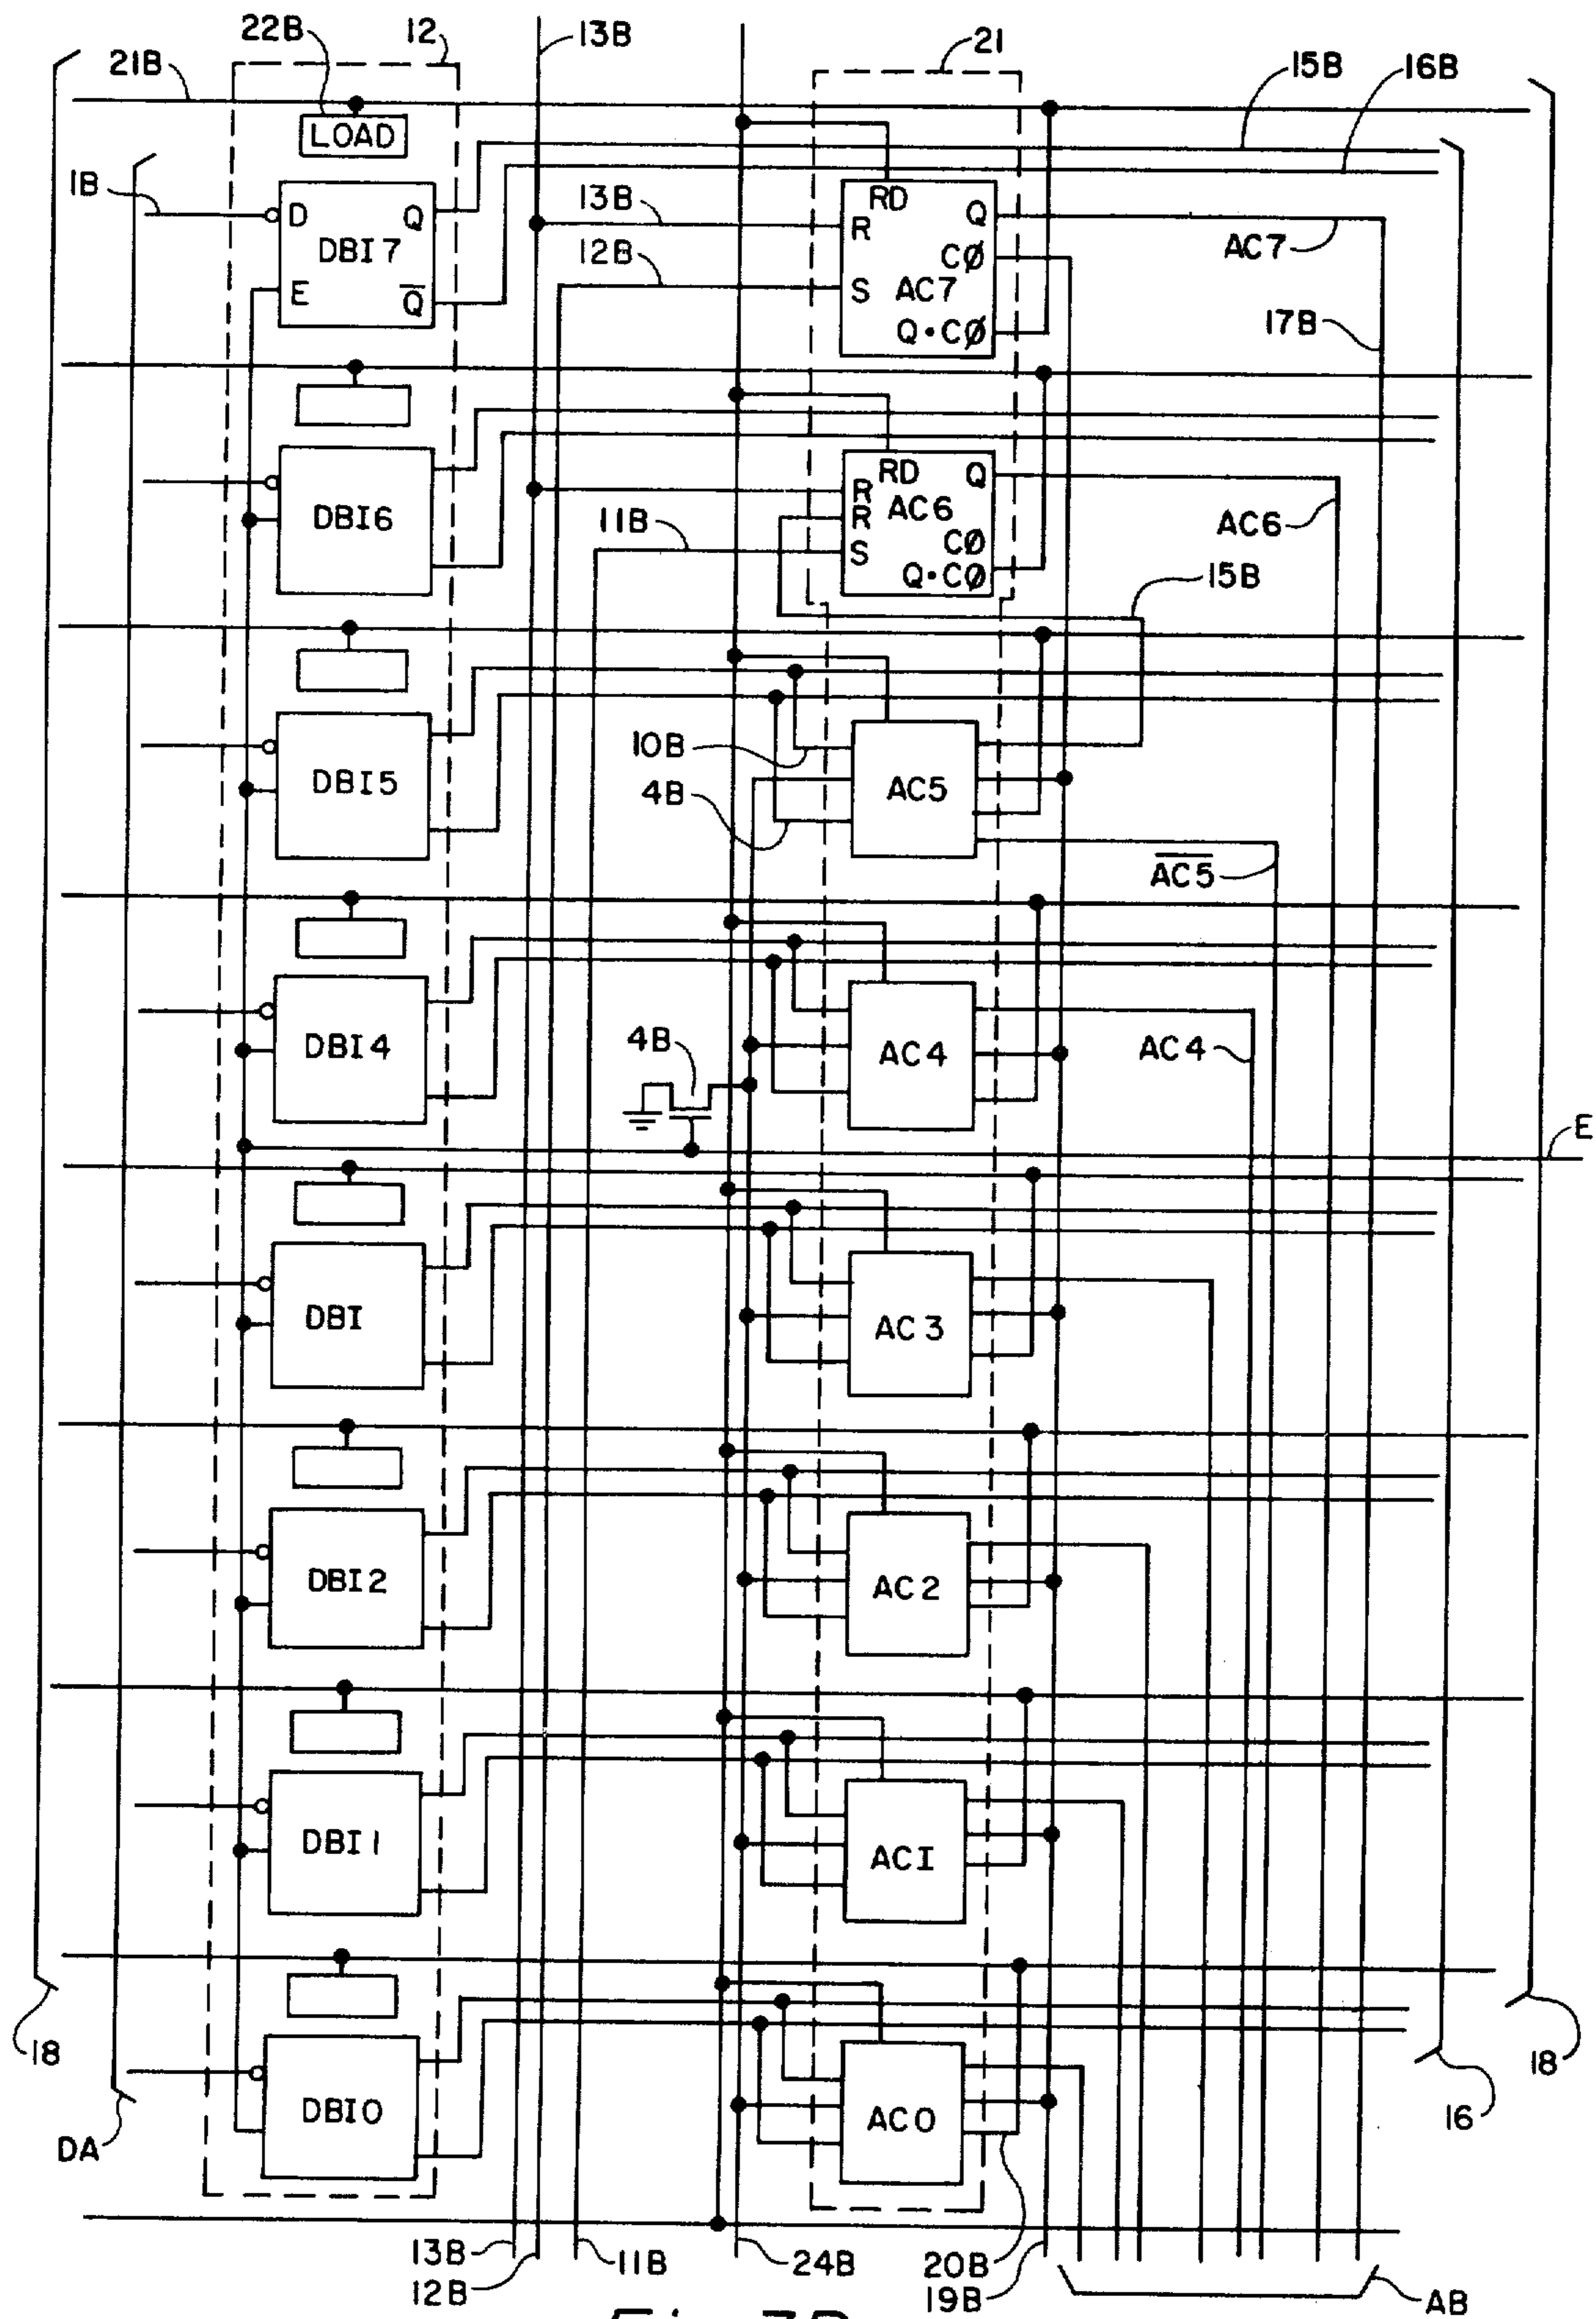 22B 12 13B 21 15B 16B
21B
LOAD
1B D Q 13B RD Q
DBI7 R AC7
12B CØ
E Q̅ S AC7 17B
Q•CØ
RD Q
R AC6
DBI6 11B R AC6
S CØ
Q•CØ 15B
10B
DBI5 4B AC5
A̅C̅5̅
DBI4 4B AC4 AC4
E
DBI AC3
DBI2 AC2
DBI1 AC1
18 18
DBI0 AC0 16
DA
13B 12B 11B 24B 20B 19B AB